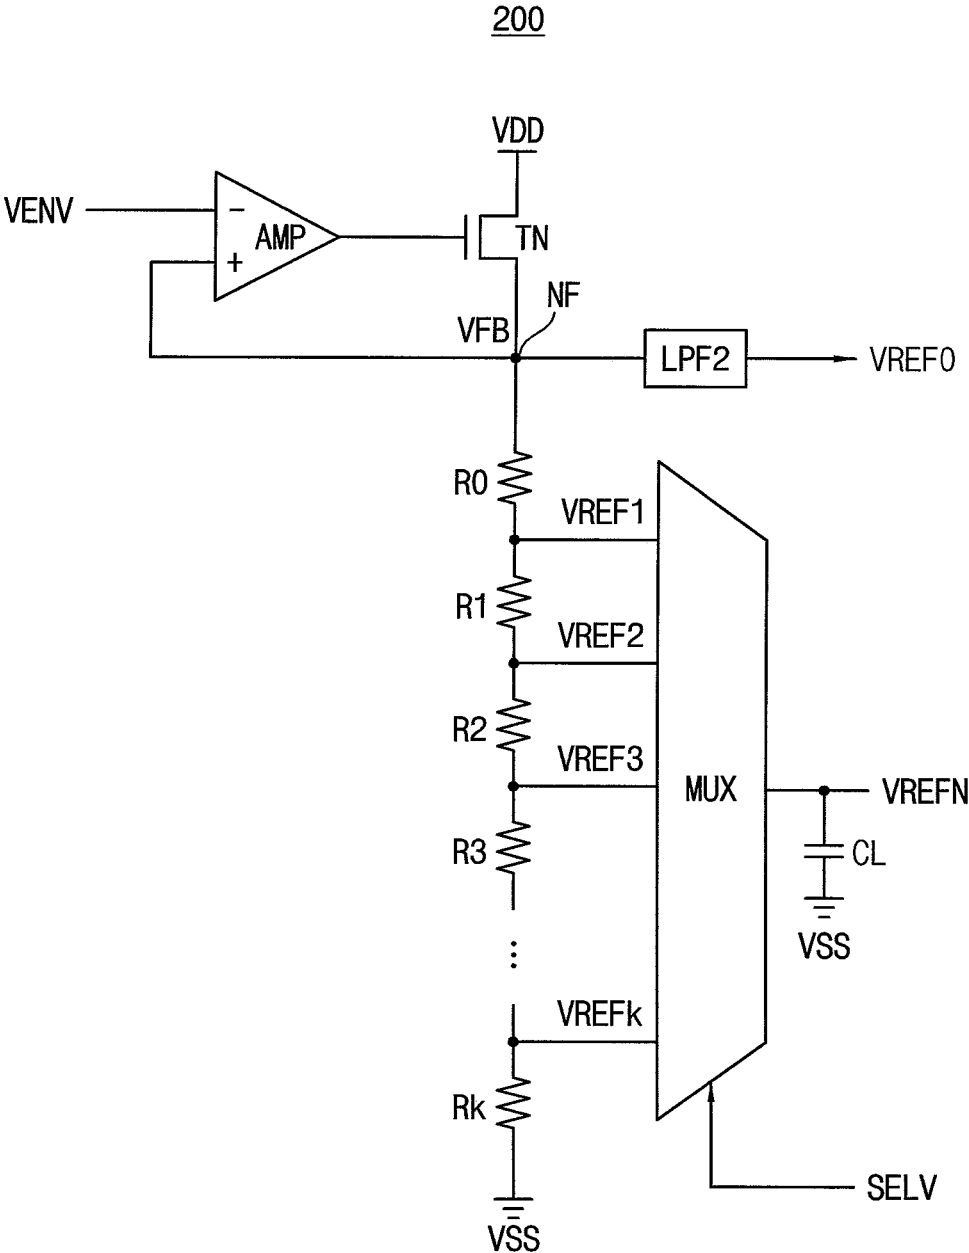 200
VDD
VENV
−
AMP
+
TN
NF
VFB
LPF2
VREF0
R0
VREF1
R1
VREF2
R2
VREF3
MUX
VREFN
R3
CL
VSS
⋮
VREFk
Rk
SELV
VSS